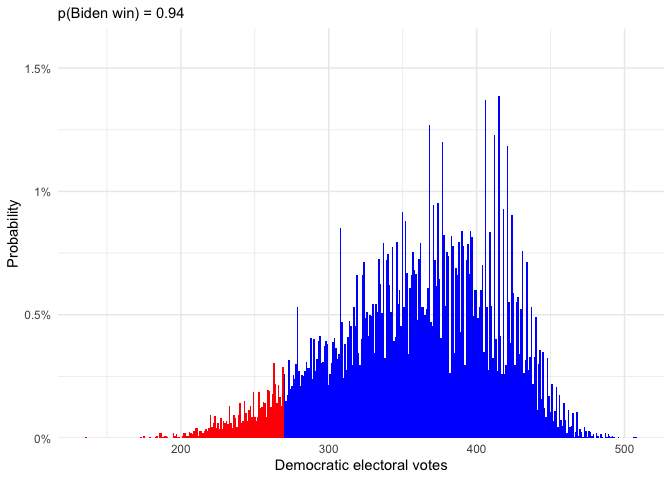 p(Biden win) = 0.94
1.5%
1%
0.5%
0%
Probability
200
300
400
500
Democratic electoral votes